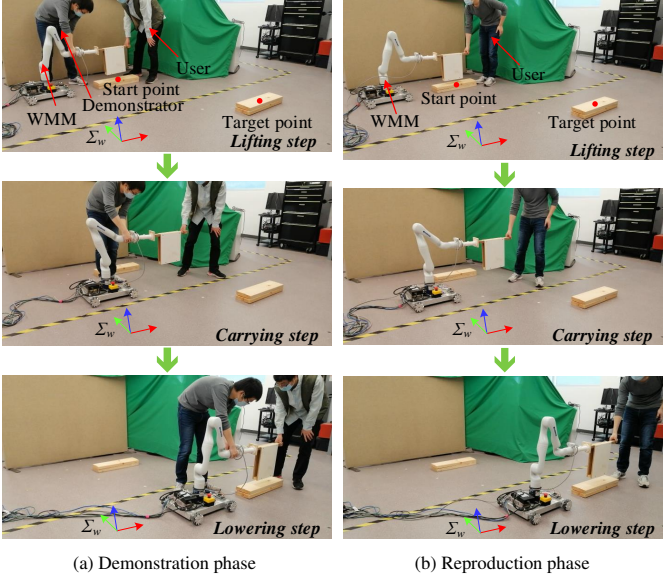 User
Start point
Demonstrator
WMM
Target point
Σw
Lifting step
User
Start point
WMM
Target point
Σw
Lifting step
Σw
Carrying step
Σw
Carrying step
Σw
Lowering step
Σw
Lowering step
(a) Demonstration phase
(b) Reproduction phase